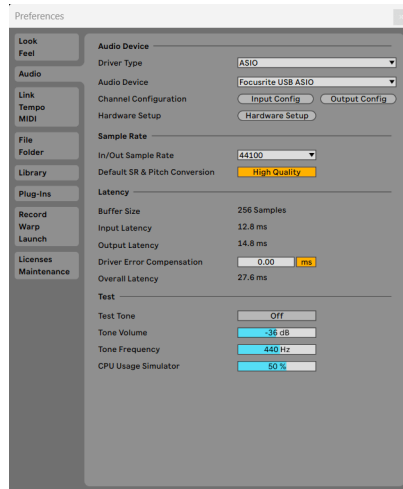 Preferences
Look
Feel
Audio
Link
Tempo
MIDI
File
Folder
Library
Plug-Ins
Record
Warp
Launch
Licenses
Maintenance
Audio Device
Driver Type ASIO
Audio Device Focusrite USB ASIO
Channel Configuration Input Config Output Config
Hardware Setup Hardware Setup
Sample Rate
In/Out Sample Rate 44100
Default SR & Pitch Conversion High Quality
Latency
Buffer Size 256 Samples
Input Latency 12.8 ms
Output Latency 14.8 ms
Driver Error Compensation 0.00 ms
Overall Latency 27.6 ms
Test
Test Tone Off
Tone Volume -36 dB
Tone Frequency 440 Hz
CPU Usage Simulator 50 %